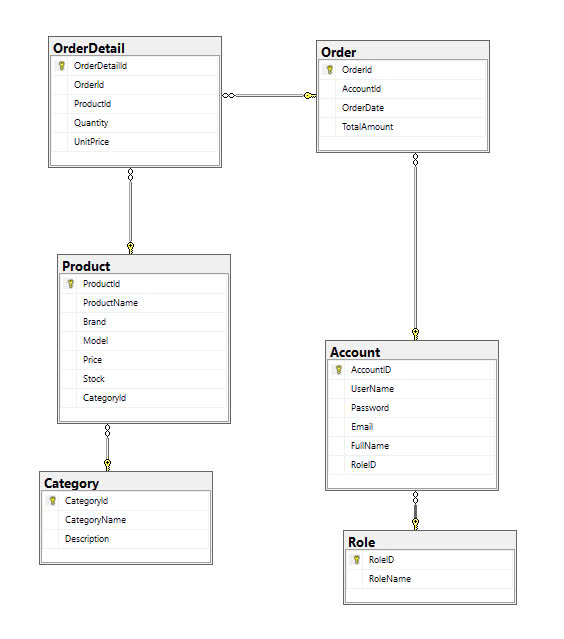 OrderDetail
OrderDetailId
OrderId
ProductId
Quantity
UnitPrice
Order
OrderId
AccountId
OrderDate
TotalAmount
Product
ProductId
ProductName
Brand
Model
Price
Stock
CategoryId
Account
AccountID
UserName
Password
Email
FullName
RoleID
Category
CategoryId
CategoryName
Description
Role
RoleID
RoleName